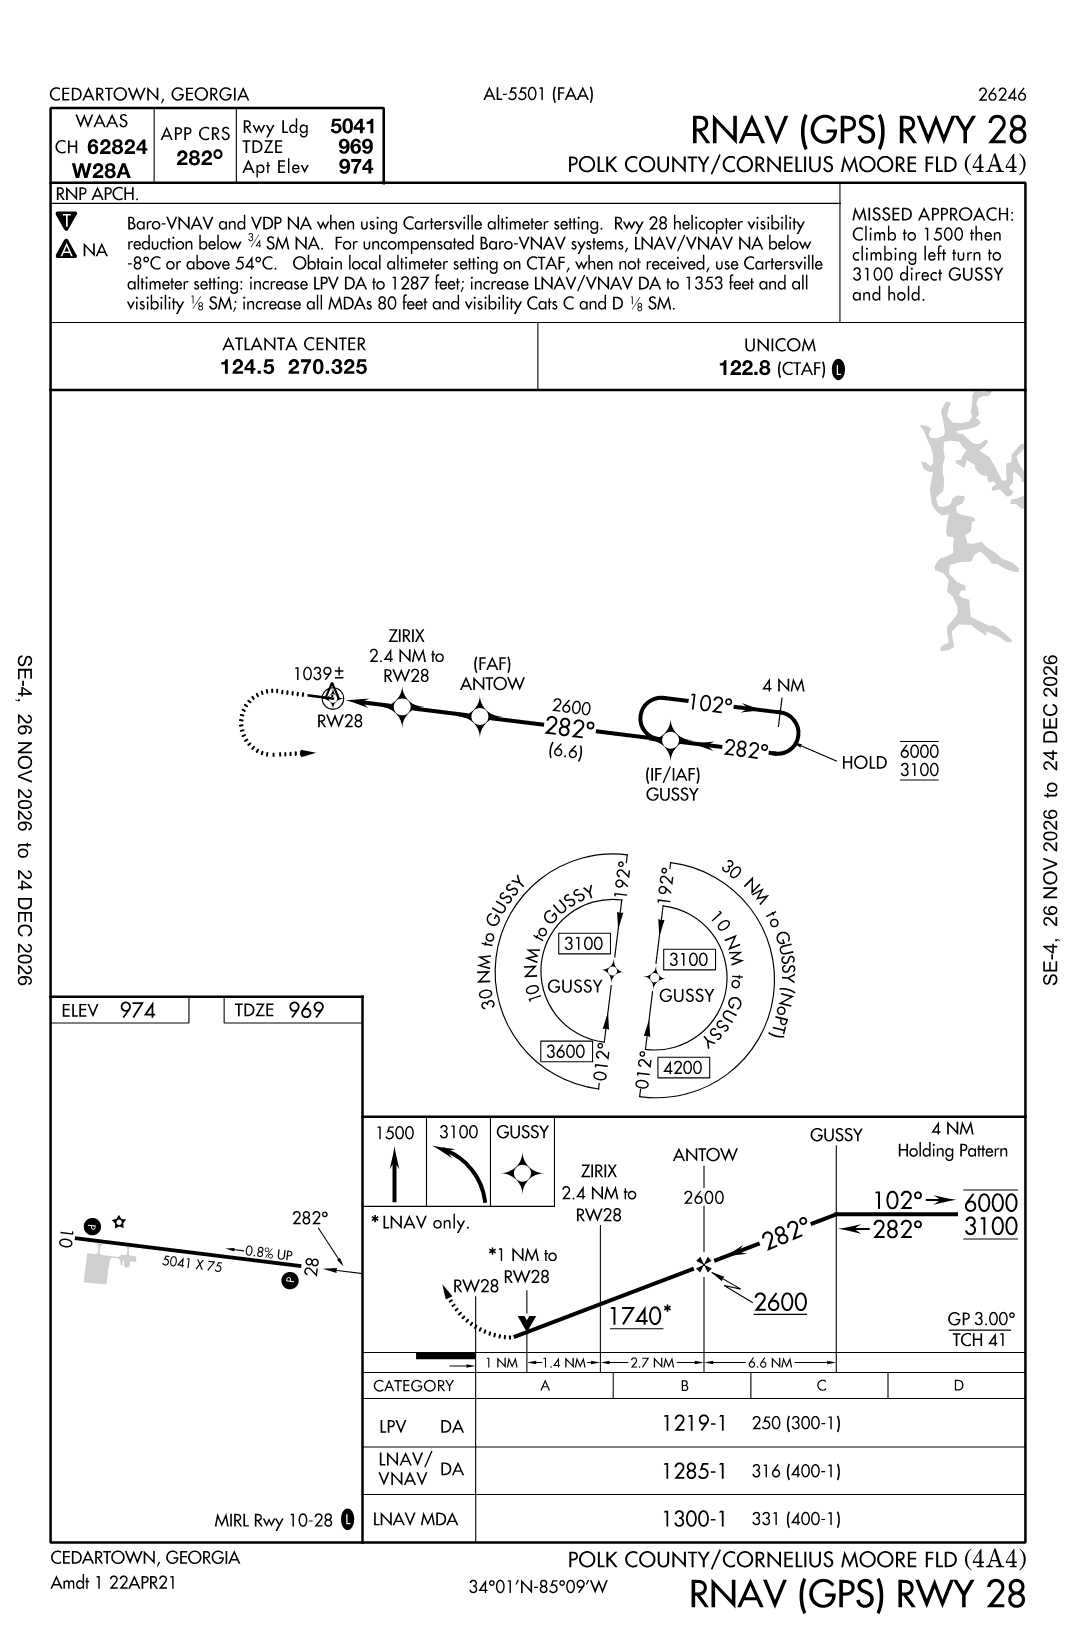 CEDARTOWN, GEORGIA
AL-5501 (FAA)
26246
WAAS
CH 62824
W28A
APP CRS
282°
Rwy Ldg 5041
TDZE 969
Apt Elev 974
RNAV (GPS) RWY 28
POLK COUNTY/CORNELIUS MOORE FLD (4A4)
RNP APCH.
T
A NA
Baro-VNAV and VDP NA when using Cartersville altimeter setting. Rwy 28 helicopter visibility
reduction below ¾ SM NA. For uncompensated Baro-VNAV systems, LNAV/VNAV NA below
-8°C or above 54°C. Obtain local altimeter setting on CTAF, when not received, use Cartersville
altimeter setting: increase LPV DA to 1287 feet; increase LNAV/VNAV DA to 1353 feet and all
visibility ⅛ SM; increase all MDAs 80 feet and visibility Cats C and D ⅛ SM.
MISSED APPROACH:
Climb to 1500 then
climbing left turn to
3100 direct GUSSY
and hold.
ATLANTA CENTER
124.5 270.325
UNICOM
122.8 (CTAF) L
SE-4, 26 NOV 2026 to 24 DEC 2026
SE-4, 26 NOV 2026 to 24 DEC 2026
ZIRIX
2.4 NM to
RW28
(FAF)
ANTOW
1039±
RW28
2600
282°
(6.6)
102°
4 NM
282°
HOLD
6000
3100
(IF/IAF)
GUSSY
30 NM to GUSSY
10 NM to GUSSY
192°
3100
GUSSY
3600
012°
192°
30 NM to GUSSY (NoPT)
10 NM to GUSSY
3100
GUSSY
4200
012°
ELEV 974
TDZE 969
10
P
282°
0.8% UP
5041 X 75
28
P
MIRL Rwy 10-28 L
1500
3100
GUSSY
*LNAV only.
ZIRIX
2.4 NM to
RW28
ANTOW
2600
GUSSY
4 NM
Holding Pattern
102°
282°
6000
3100
282°
*1 NM to
RW28
RW28
1740*
2600
GP 3.00°
TCH 41
1 NM
1.4 NM
2.7 NM
6.6 NM
CATEGORY A B C D
LPV DA 1219-1 250 (300-1)
LNAV/
VNAV DA 1285-1 316 (400-1)
LNAV MDA 1300-1 331 (400-1)
CEDARTOWN, GEORGIA
Amdt 1 22APR21
34°01'N-85°09'W
POLK COUNTY/CORNELIUS MOORE FLD (4A4)
RNAV (GPS) RWY 28